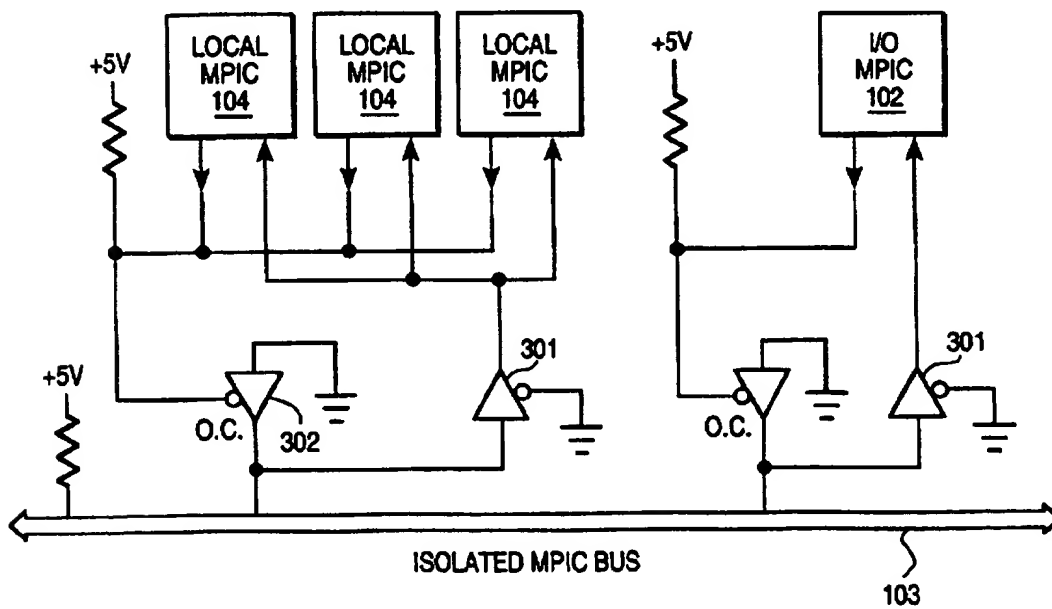 +5V
LOCAL
MPIC
104
LOCAL
MPIC
104
LOCAL
MPIC
104
+5V
I/O
MPIC
102
+5V
O.C.
302
301
O.C.
301
ISOLATED MPIC BUS
103